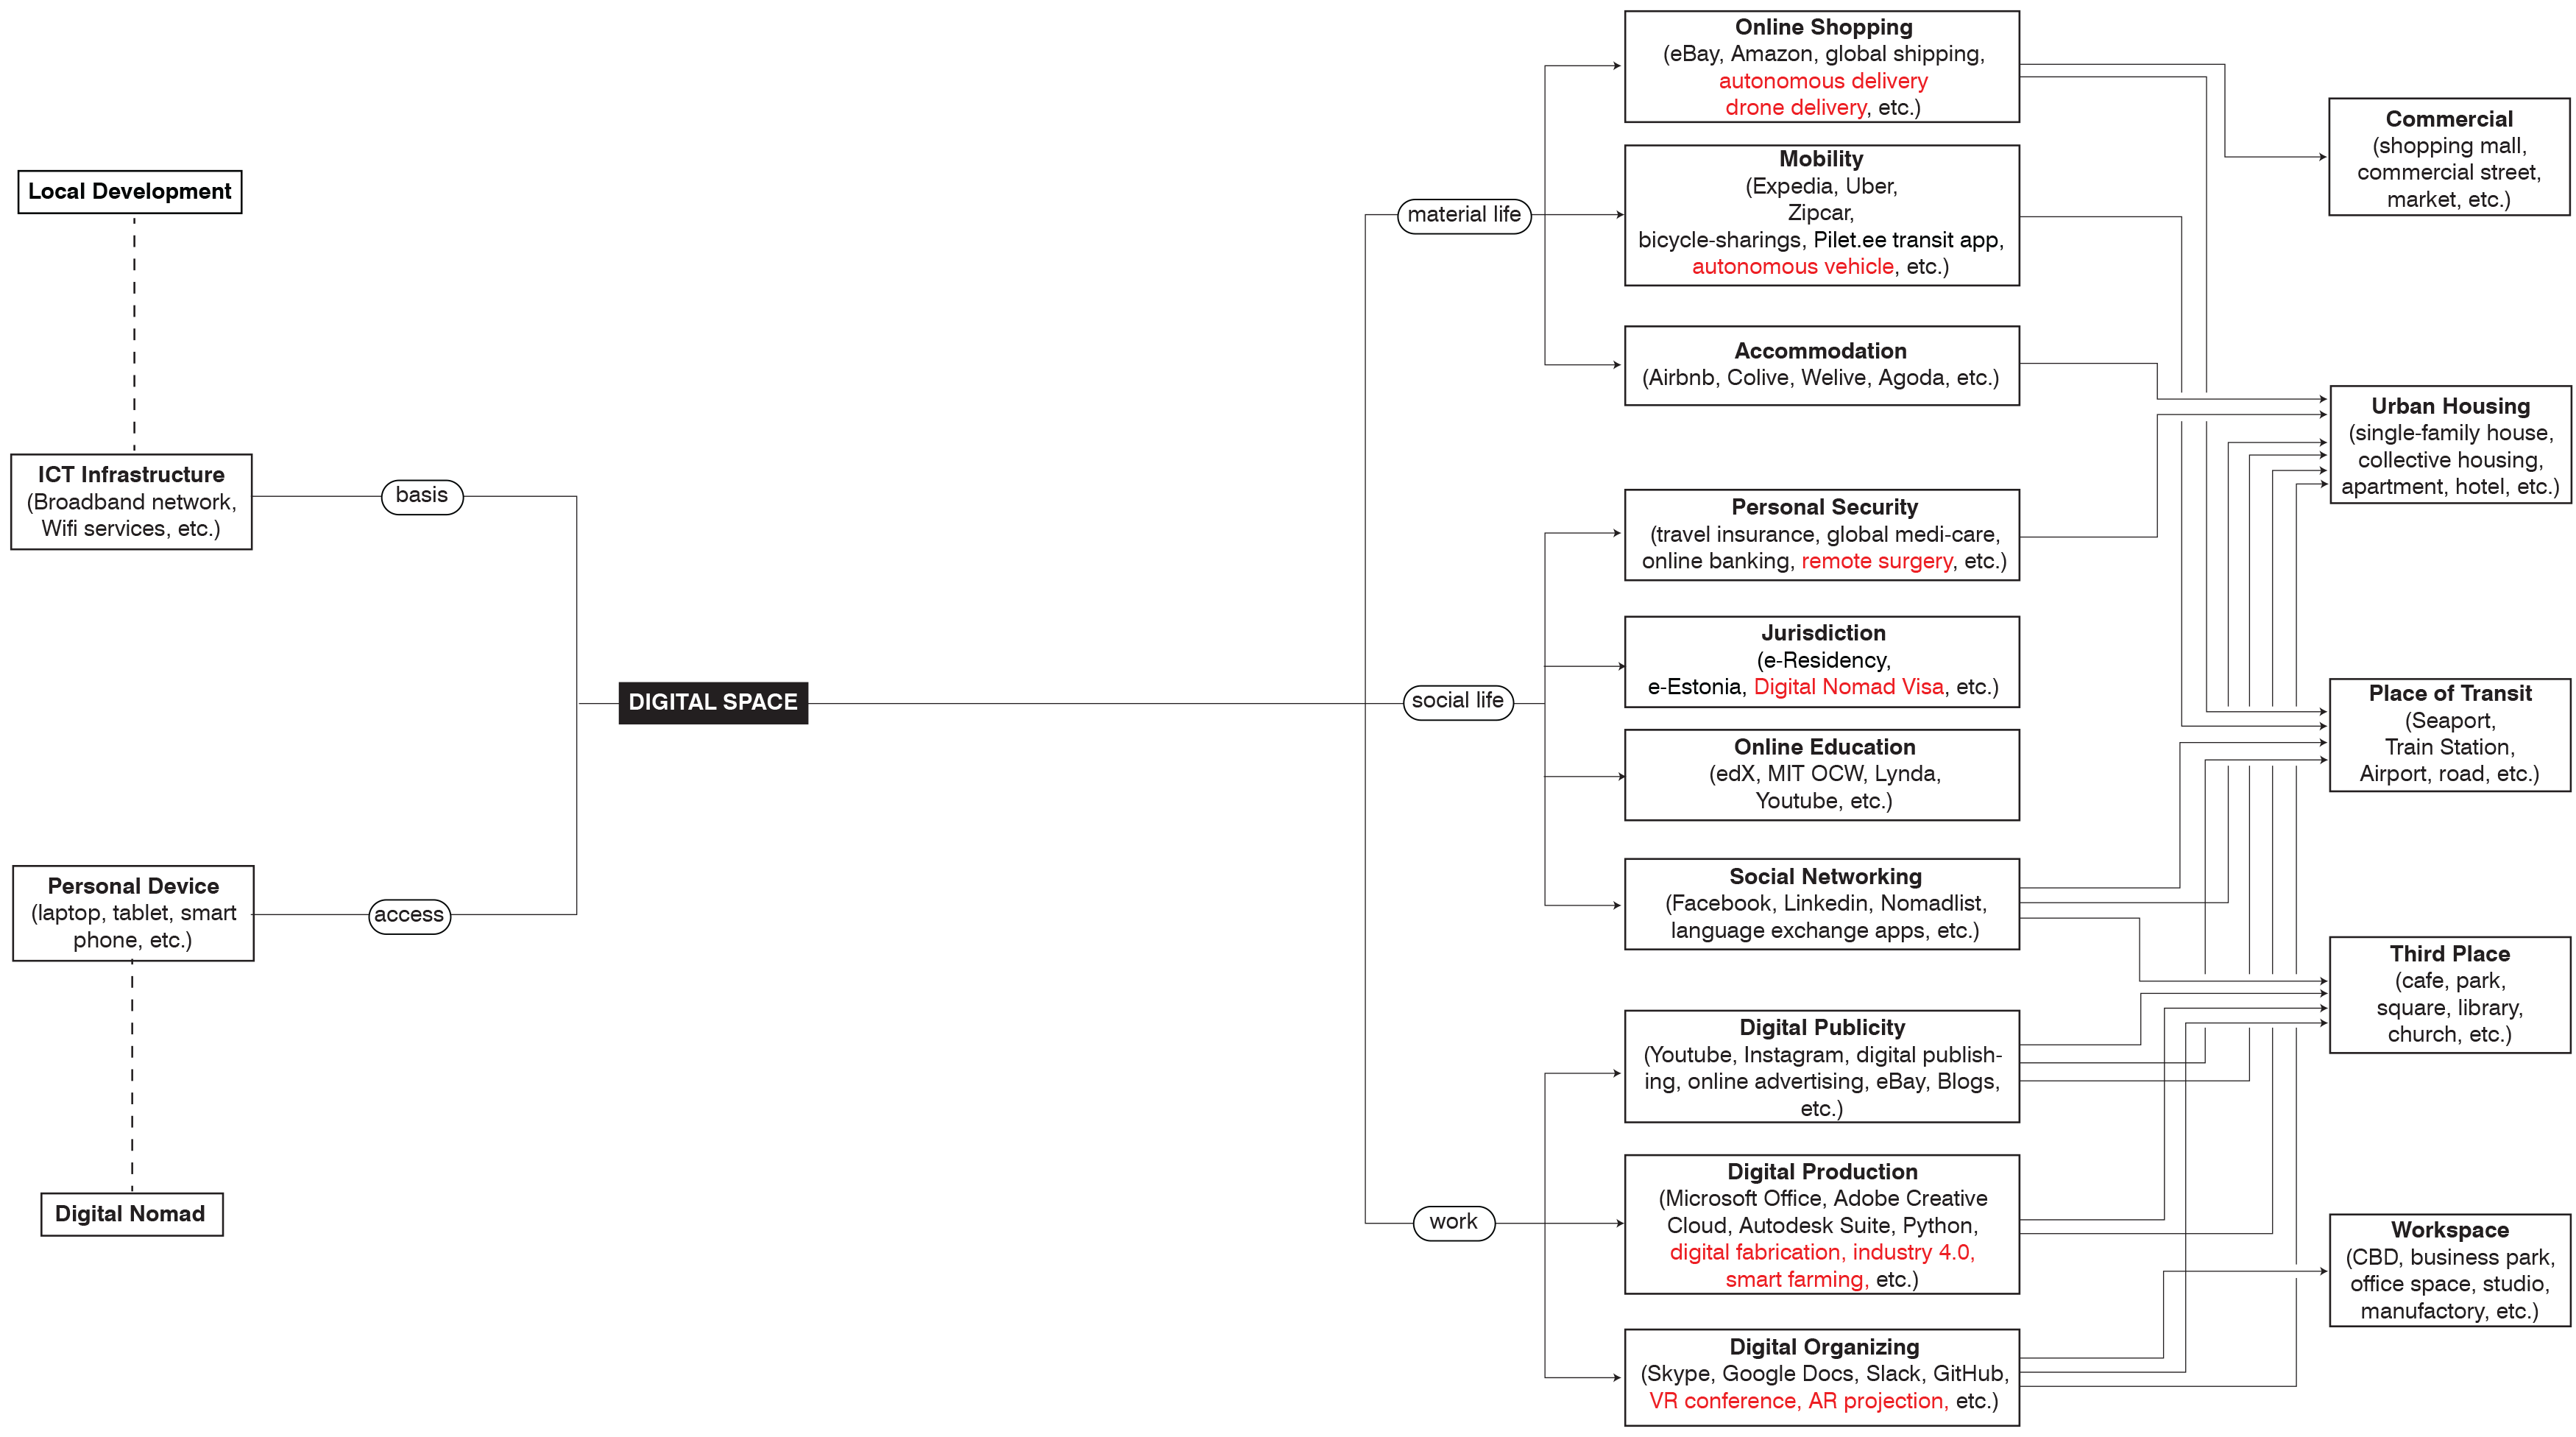 Local Development
ICT Infrastructure
(Broadband network,
Wifi services, etc.)
basis
Personal Device
(laptop, tablet, smart
phone, etc.)
access
Digital Nomad
DIGITAL SPACE
material life
social life
work
Online Shopping
(eBay, Amazon, global shipping,
autonomous delivery
drone delivery, etc.)
Mobility
(Expedia, Uber,
Zipcar,
bicycle-sharings, Pilet.ee transit app,
autonomous vehicle, etc.)
Accommodation
(Airbnb, Colive, Welive, Agoda, etc.)
Personal Security
(travel insurance, global medi-care,
online banking, remote surgery, etc.)
Jurisdiction
(e-Residency,
e-Estonia, Digital Nomad Visa, etc.)
Online Education
(edX, MIT OCW, Lynda,
Youtube, etc.)
Social Networking
(Facebook, Linkedin, Nomadlist,
language exchange apps, etc.)
Digital Publicity
(Youtube, Instagram, digital publish-
ing, online advertising, eBay, Blogs,
etc.)
Digital Production
(Microsoft Office, Adobe Creative
Cloud, Autodesk Suite, Python,
digital fabrication, industry 4.0,
smart farming, etc.)
Digital Organizing
(Skype, Google Docs, Slack, GitHub,
VR conference, AR projection, etc.)
Commercial
(shopping mall,
commercial street,
market, etc.)
Urban Housing
(single-family house,
collective housing,
apartment, hotel, etc.)
Place of Transit
(Seaport,
Train Station,
Airport, road, etc.)
Third Place
(cafe, park,
square, library,
church, etc.)
Workspace
(CBD, business park,
office space, studio,
manufactory, etc.)